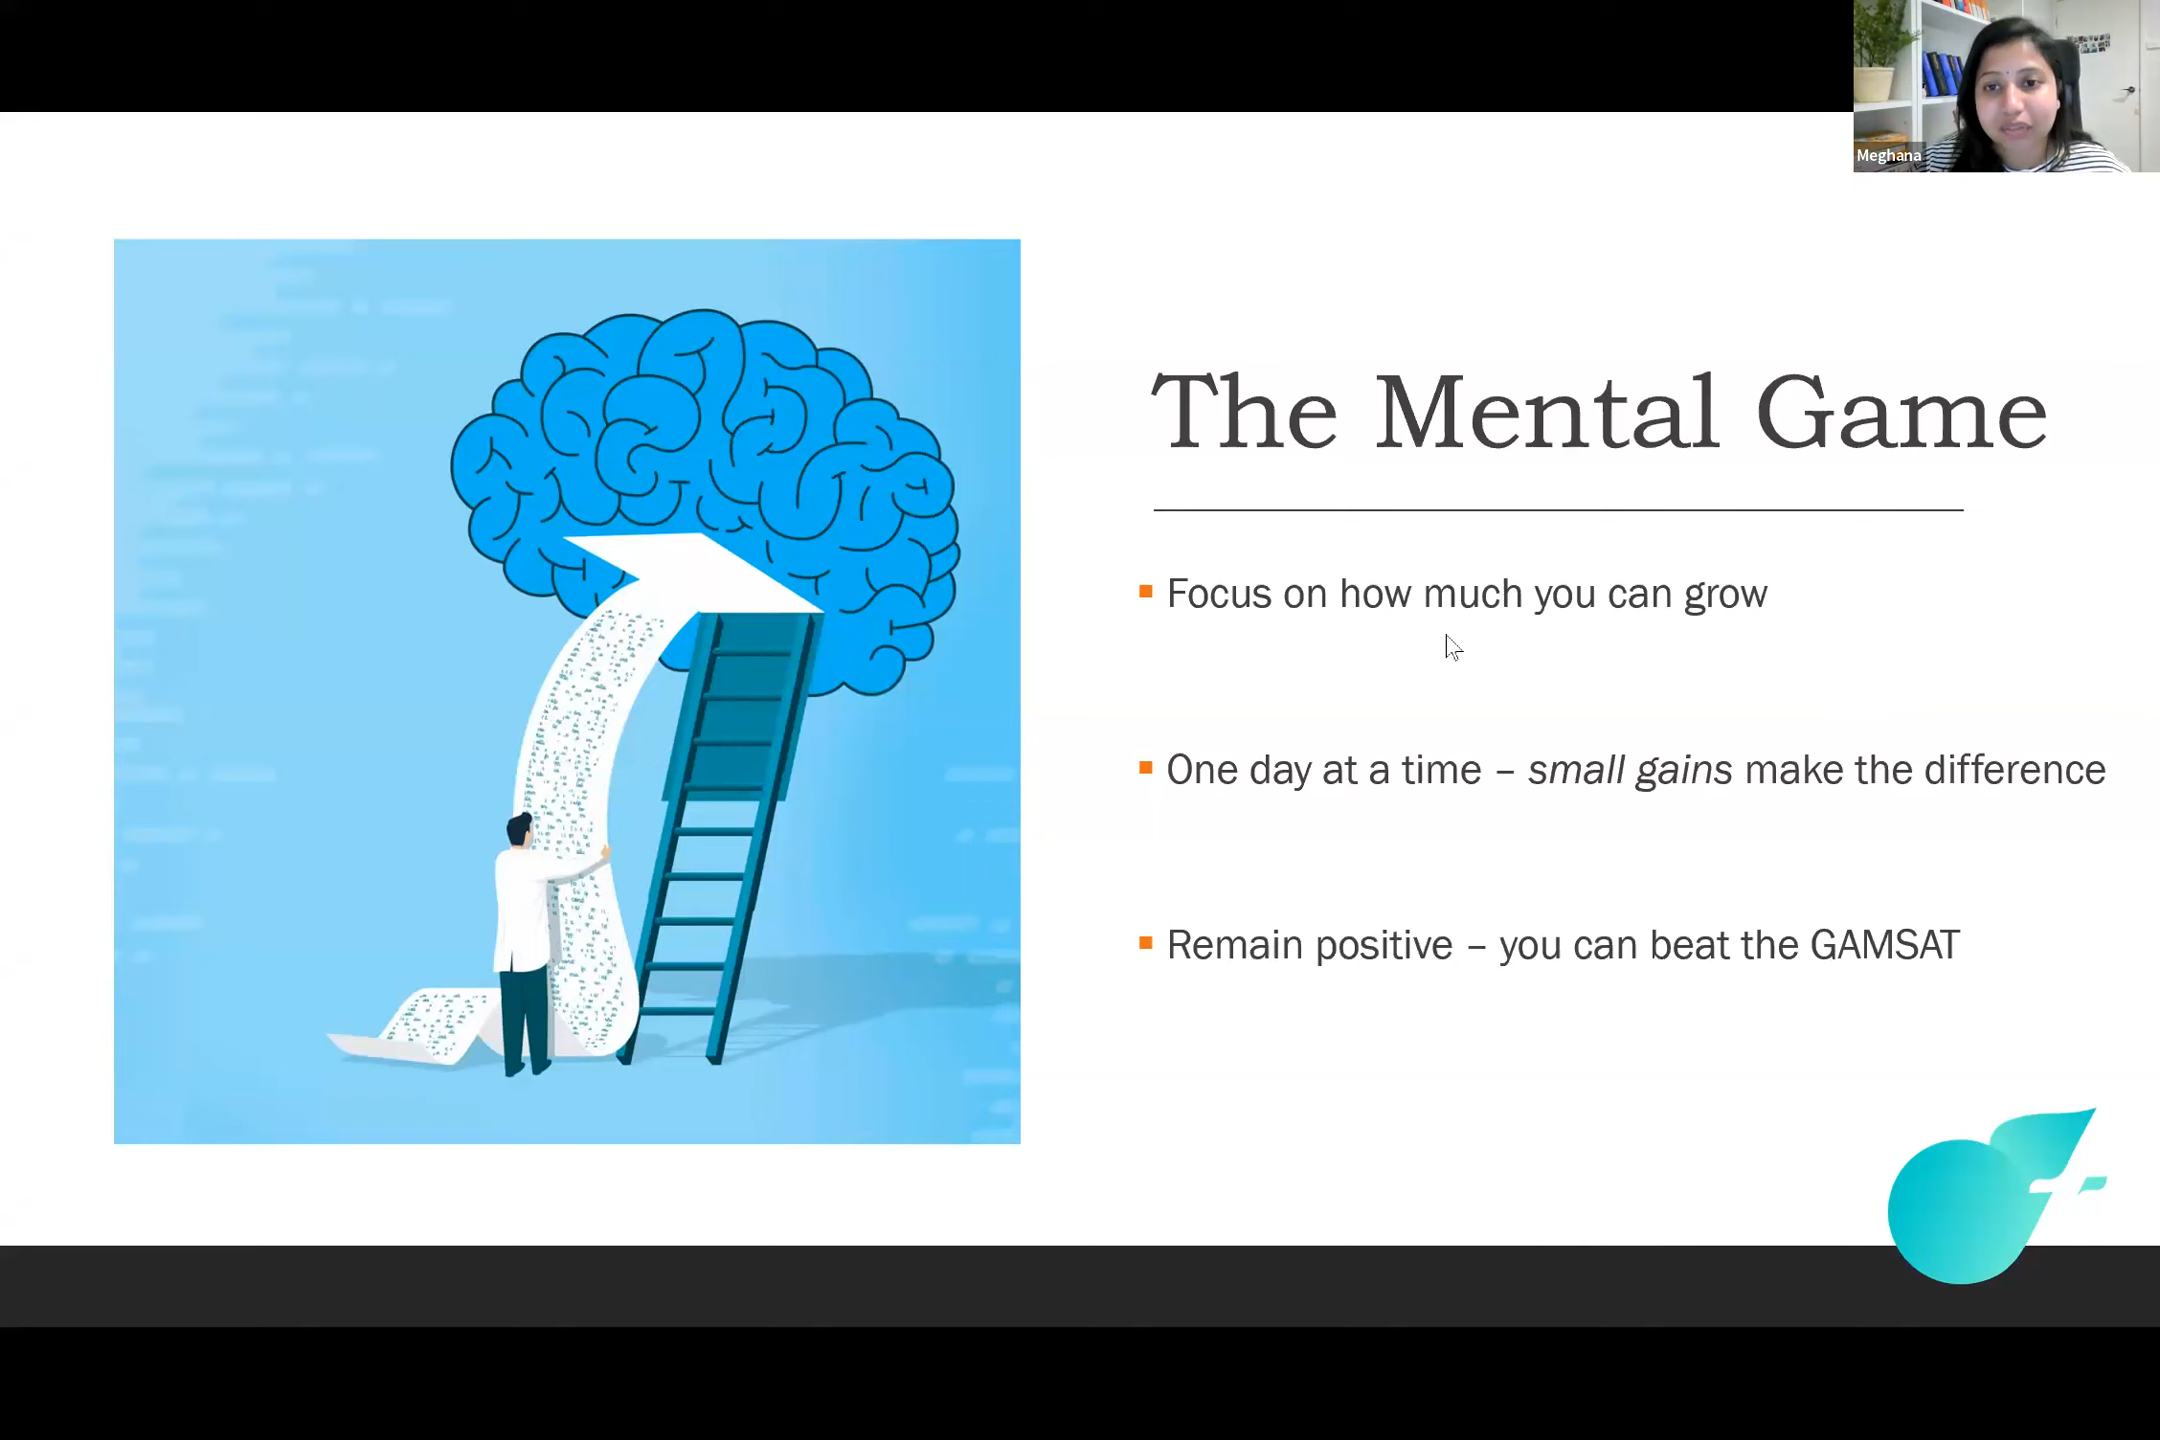 Meghana
The Mental Game
Focus on how much you can grow
One day at a time – small gains make the difference
Remain positive – you can beat the GAMSAT